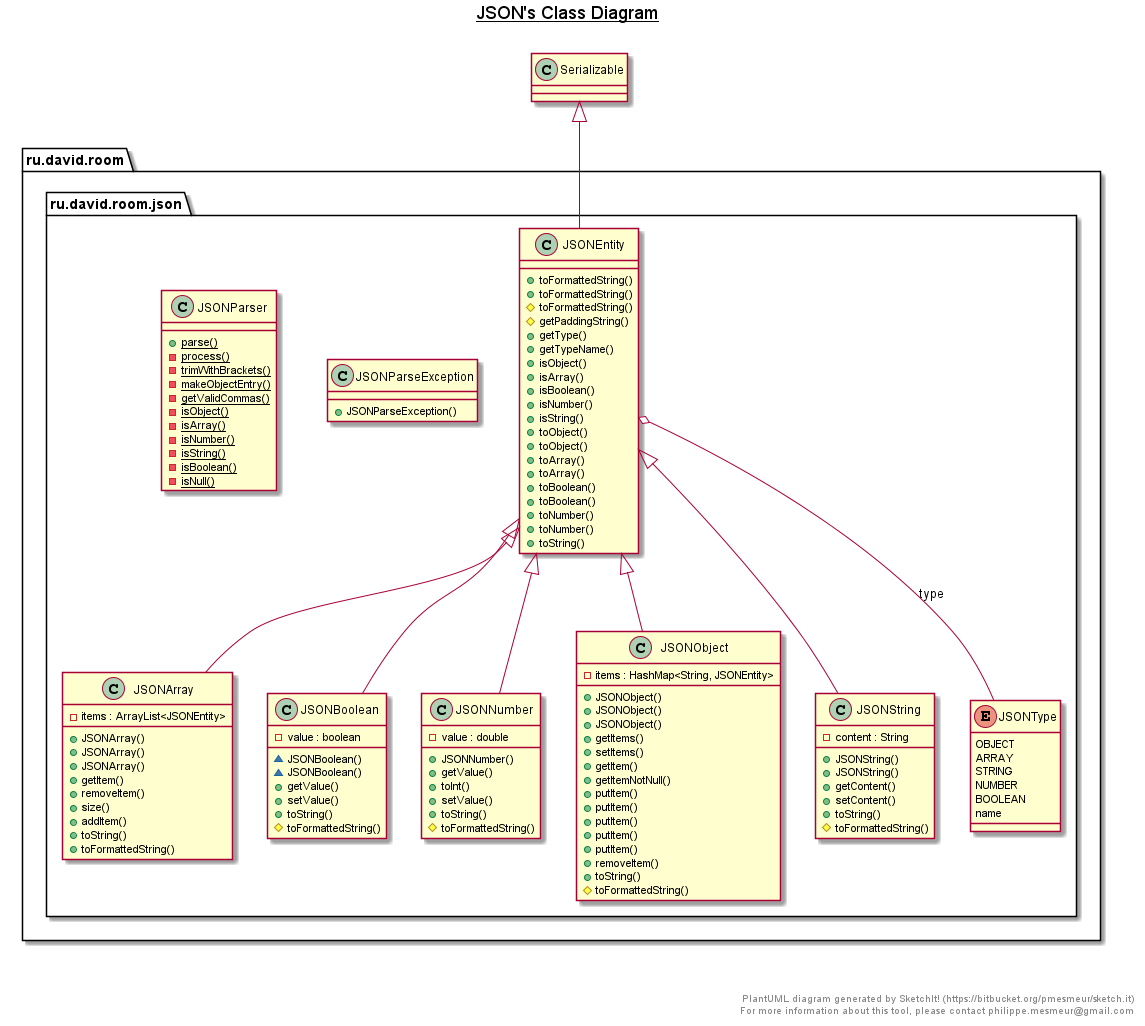 JSON's Class Diagram
C Serializable
ru.david.room
ru.david.room.json
C JSONEntity
toFormattedString()
toFormattedString()
toFormattedString()
getPaddingString()
getType()
getTypeName()
isObject()
isArray()
isBoolean()
isNumber()
isString()
toObject()
toObject()
toArray()
toArray()
toBoolean()
toBoolean()
toNumber()
toNumber()
toString()
C JSONParser
parse()
process()
trimWithBrackets()
makeObjectEntry()
getValidCommas()
isObject()
isArray()
isNumber()
isString()
isBoolean()
isNull()
C JSONParseException
JSONParseException()
type
C JSONArray
items : ArrayList<JSONEntity>
JSONArray()
JSONArray()
JSONArray()
getItem()
removeItem()
size()
addItem()
toString()
toFormattedString()
C JSONBoolean
value : boolean
JSONBoolean()
JSONBoolean()
getValue()
setValue()
toString()
toFormattedString()
C JSONNumber
value : double
JSONNumber()
getValue()
toInt()
setValue()
toString()
toFormattedString()
C JSONObject
items : HashMap<String, JSONEntity>
JSONObject()
JSONObject()
JSONObject()
getItems()
setItems()
getItem()
getItemNotNull()
putItem()
putItem()
putItem()
putItem()
putItem()
removeItem()
toString()
toFormattedString()
C JSONString
content : String
JSONString()
JSONString()
getContent()
setContent()
toString()
toFormattedString()
E JSONType
OBJECT
ARRAY
STRING
NUMBER
BOOLEAN
name
PlantUML diagram generated by SketchIt! (https://bitbucket.org/pmesmeur/sketch.it)
For more information about this tool, please contact philippe.mesmeur@gmail.com